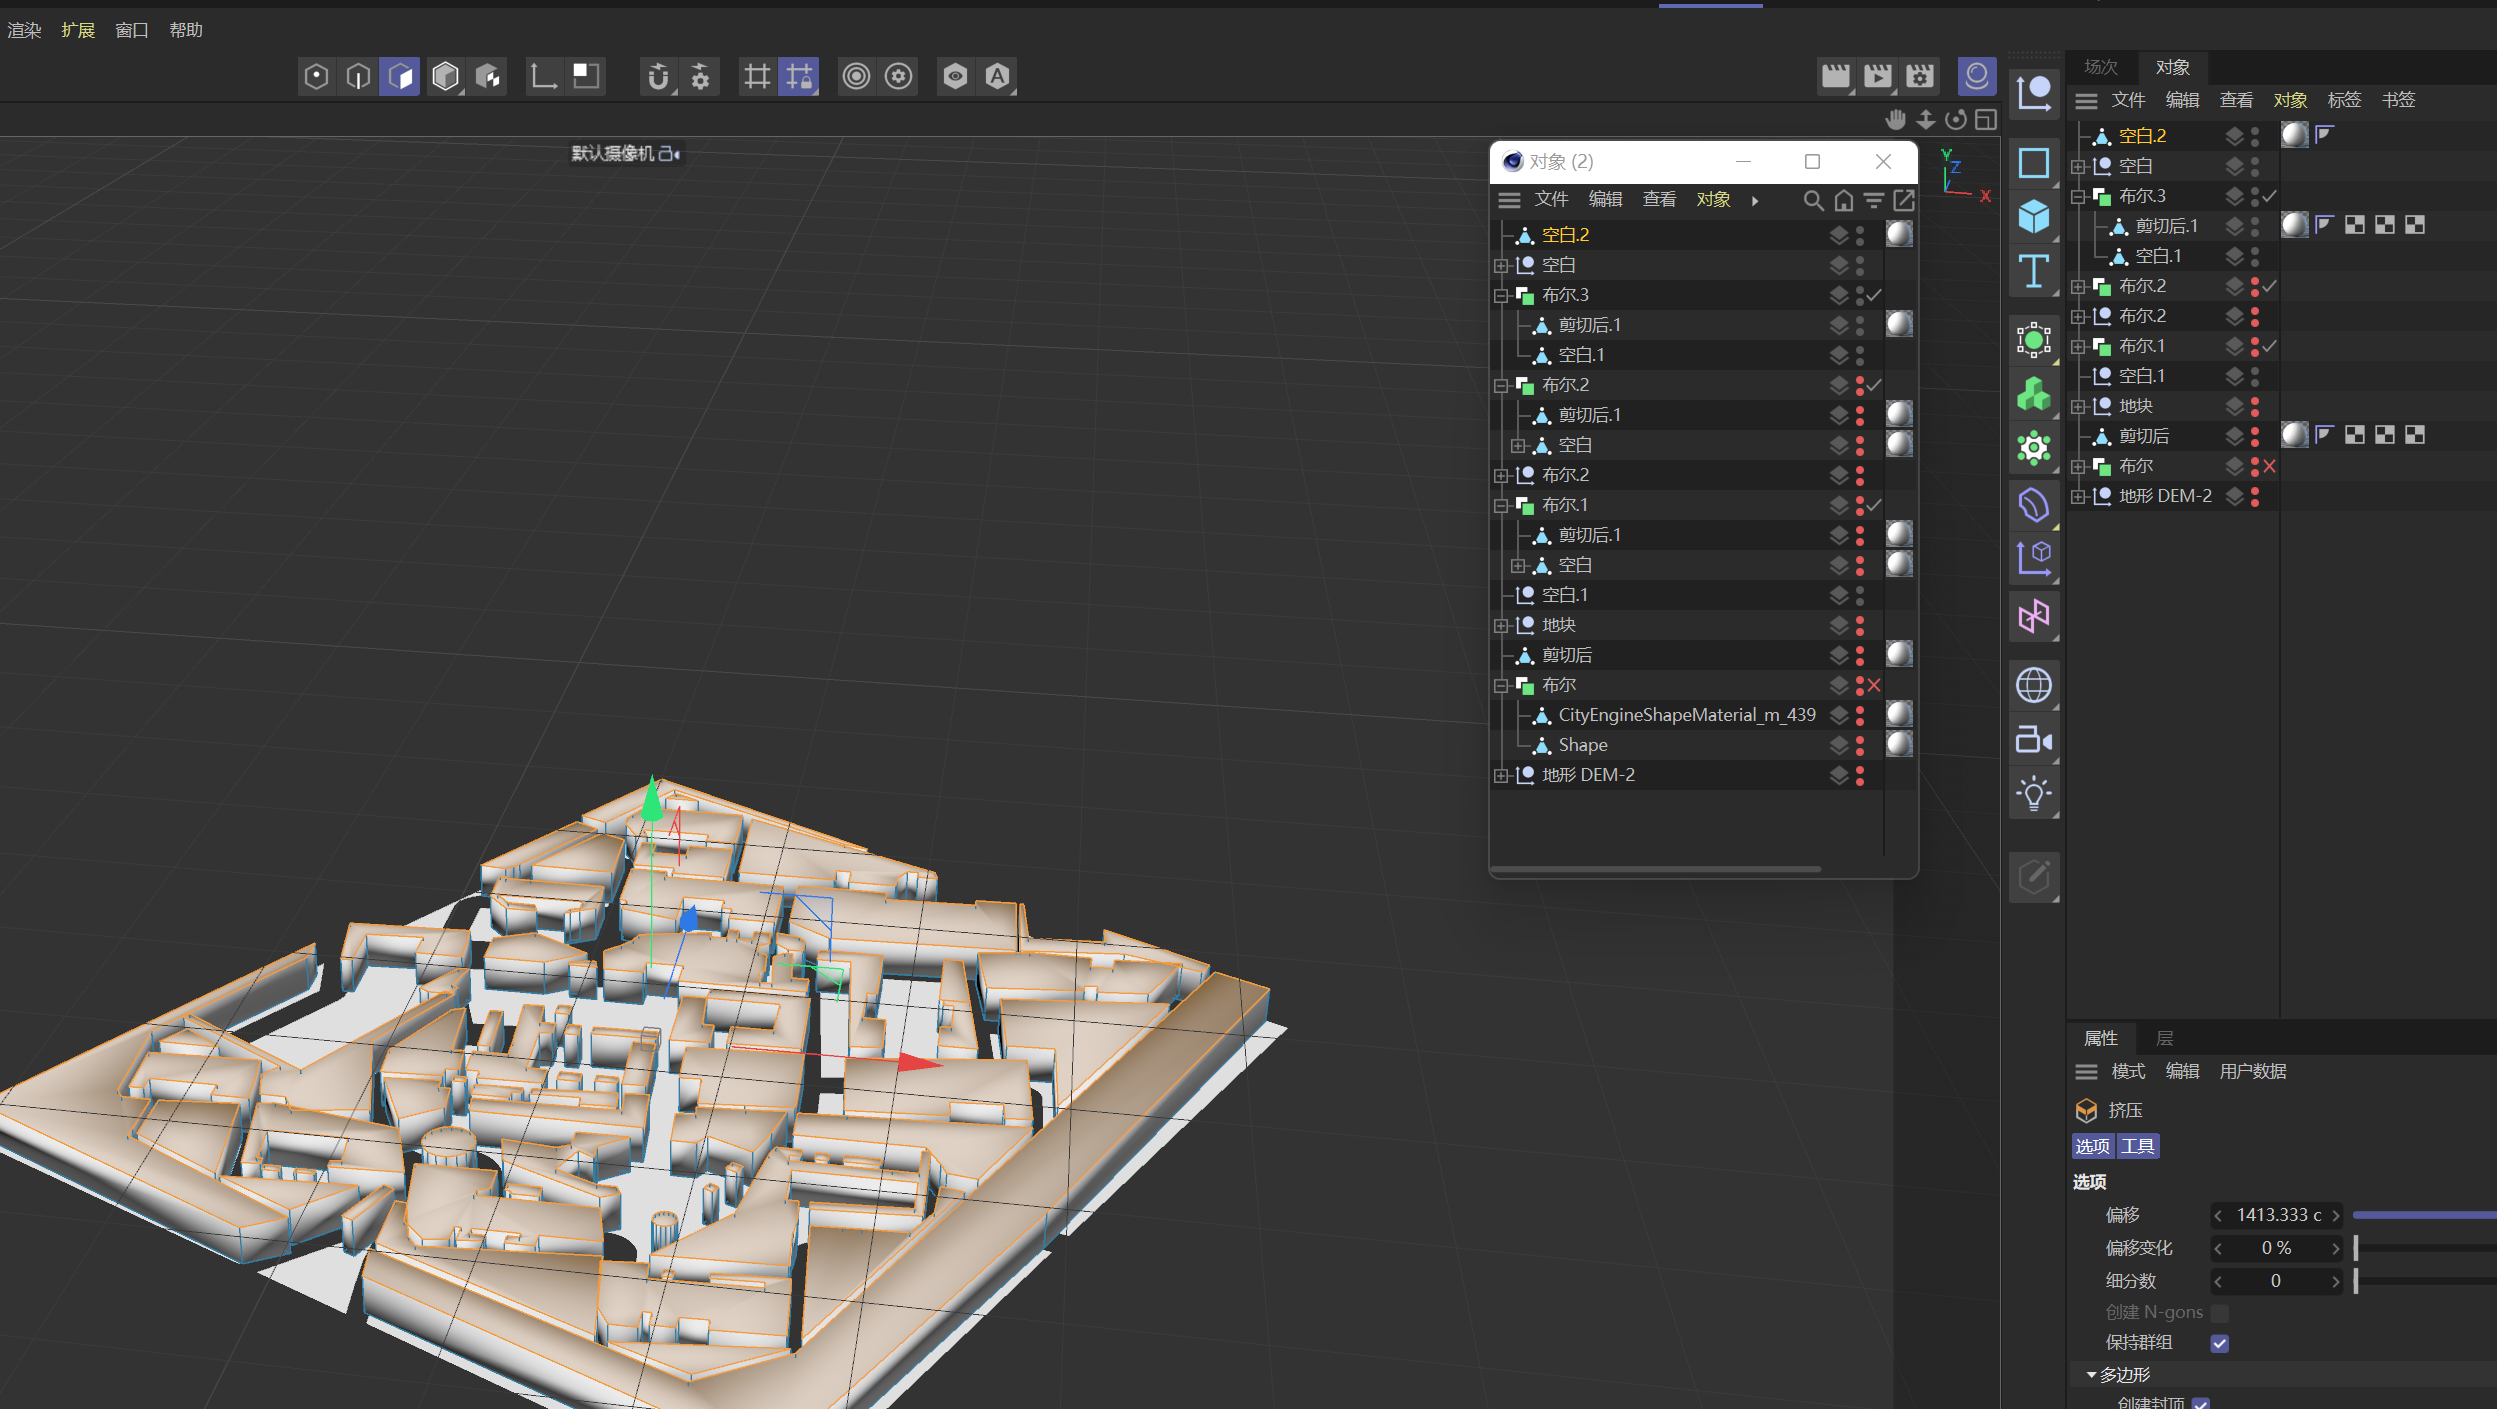 渲染 扩展 窗口 帮助
默认摄像机
Y
Z
X
对象 (2)
文件 编辑 查看 对象
空白.2
空白
布尔.3
剪切后.1
空白.1
布尔.2
剪切后.1
空白
布尔.2
布尔.1
剪切后.1
空白
空白.1
地块
剪切后
布尔
CityEngineShapeMaterial_m_439
Shape
地形 DEM-2
场次 对象
文件 编辑 查看 对象 标签 书签
空白.2
空白
布尔.3
剪切后.1
空白.1
布尔.2
布尔.2
布尔.1
空白.1
地块
剪切后
布尔
地形 DEM-2
属性 层
模式 编辑 用户数据
挤压
选项 工具
选项
偏移 1413.333 c
偏移变化 0 %
细分数 0
创建 N-gons
保持群组
多边形
创建封顶